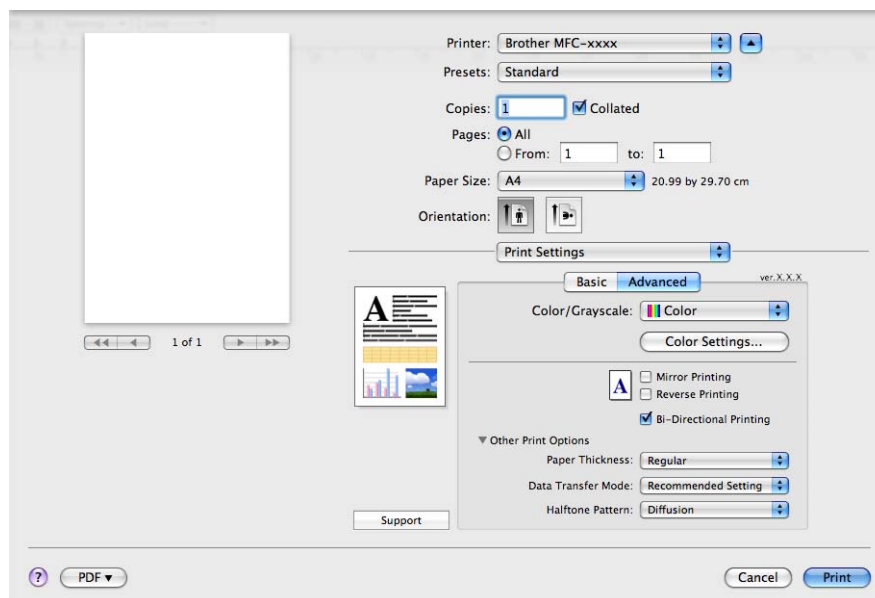 Printer: Brother MFC-xxxx
Presets: Standard
Copies: 1 Collated
Pages: All
From: 1 to: 1
Paper Size: A4 20.99 by 29.70 cm
Orientation:
Print Settings
Basic Advanced ver.X.X.X
A
Color/Grayscale: Color
Color Settings...
1 of 1
A
Mirror Printing
Reverse Printing
Bi-Directional Printing
Other Print Options
Paper Thickness: Regular
Data Transfer Mode: Recommended Setting
Halftone Pattern: Diffusion
Support
? PDF Cancel Print